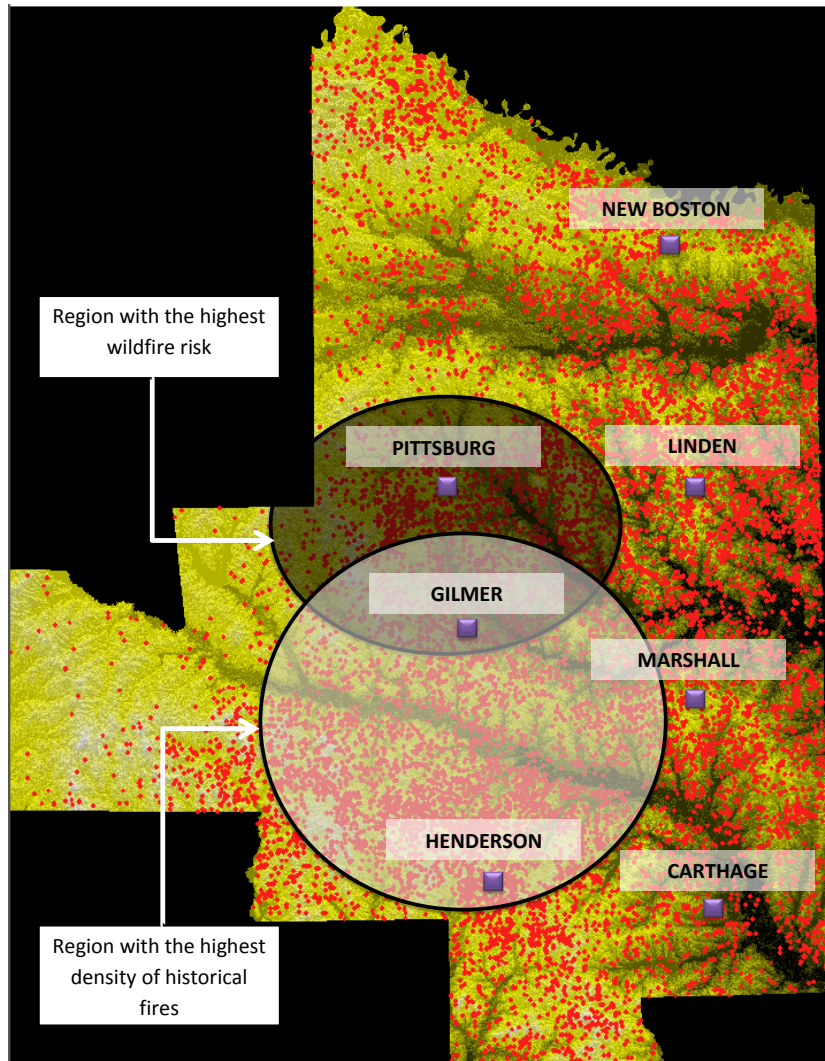 NEW BOSTON
Region with the highest
wildfire risk
PITTSBURG
LINDEN
GILMER
MARSHALL
HENDERSON
CARTHAGE
Region with the highest
density of historical
fires